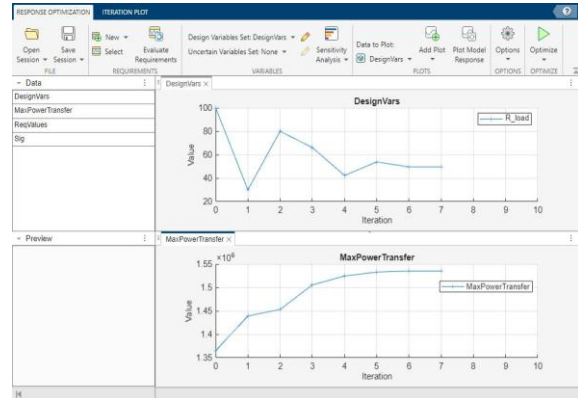 RESPONSE OPTIMIZATION ITERATION PLOT
Open Session
Save Session
New
Select
Evaluate Requirements
Design Variables Set: DesignVars
Uncertain Variables Set: None
Sensitivity Analysis
Data to Plot:
DesignVars
Add Plot
Plot Model Response
Options
Optimize
FILE REQUIREMENTS VARIABLES PLOTS OPTIONS OPTIMIZE
Data
DesignVars
MaxPowerTransfer
ReqValues
Sig
Preview
DesignVars
DesignVars
R_load
Value
100
80
60
40
20
0 1 2 3 4 5 6 7 8 9 10
Iteration
MaxPowerTransfer
MaxPowerTransfer
×10⁶
MaxPowerTransfer
Value
1.55
1.5
1.45
1.4
1.35
0 1 2 3 4 5 6 7 8 9 10
Iteration